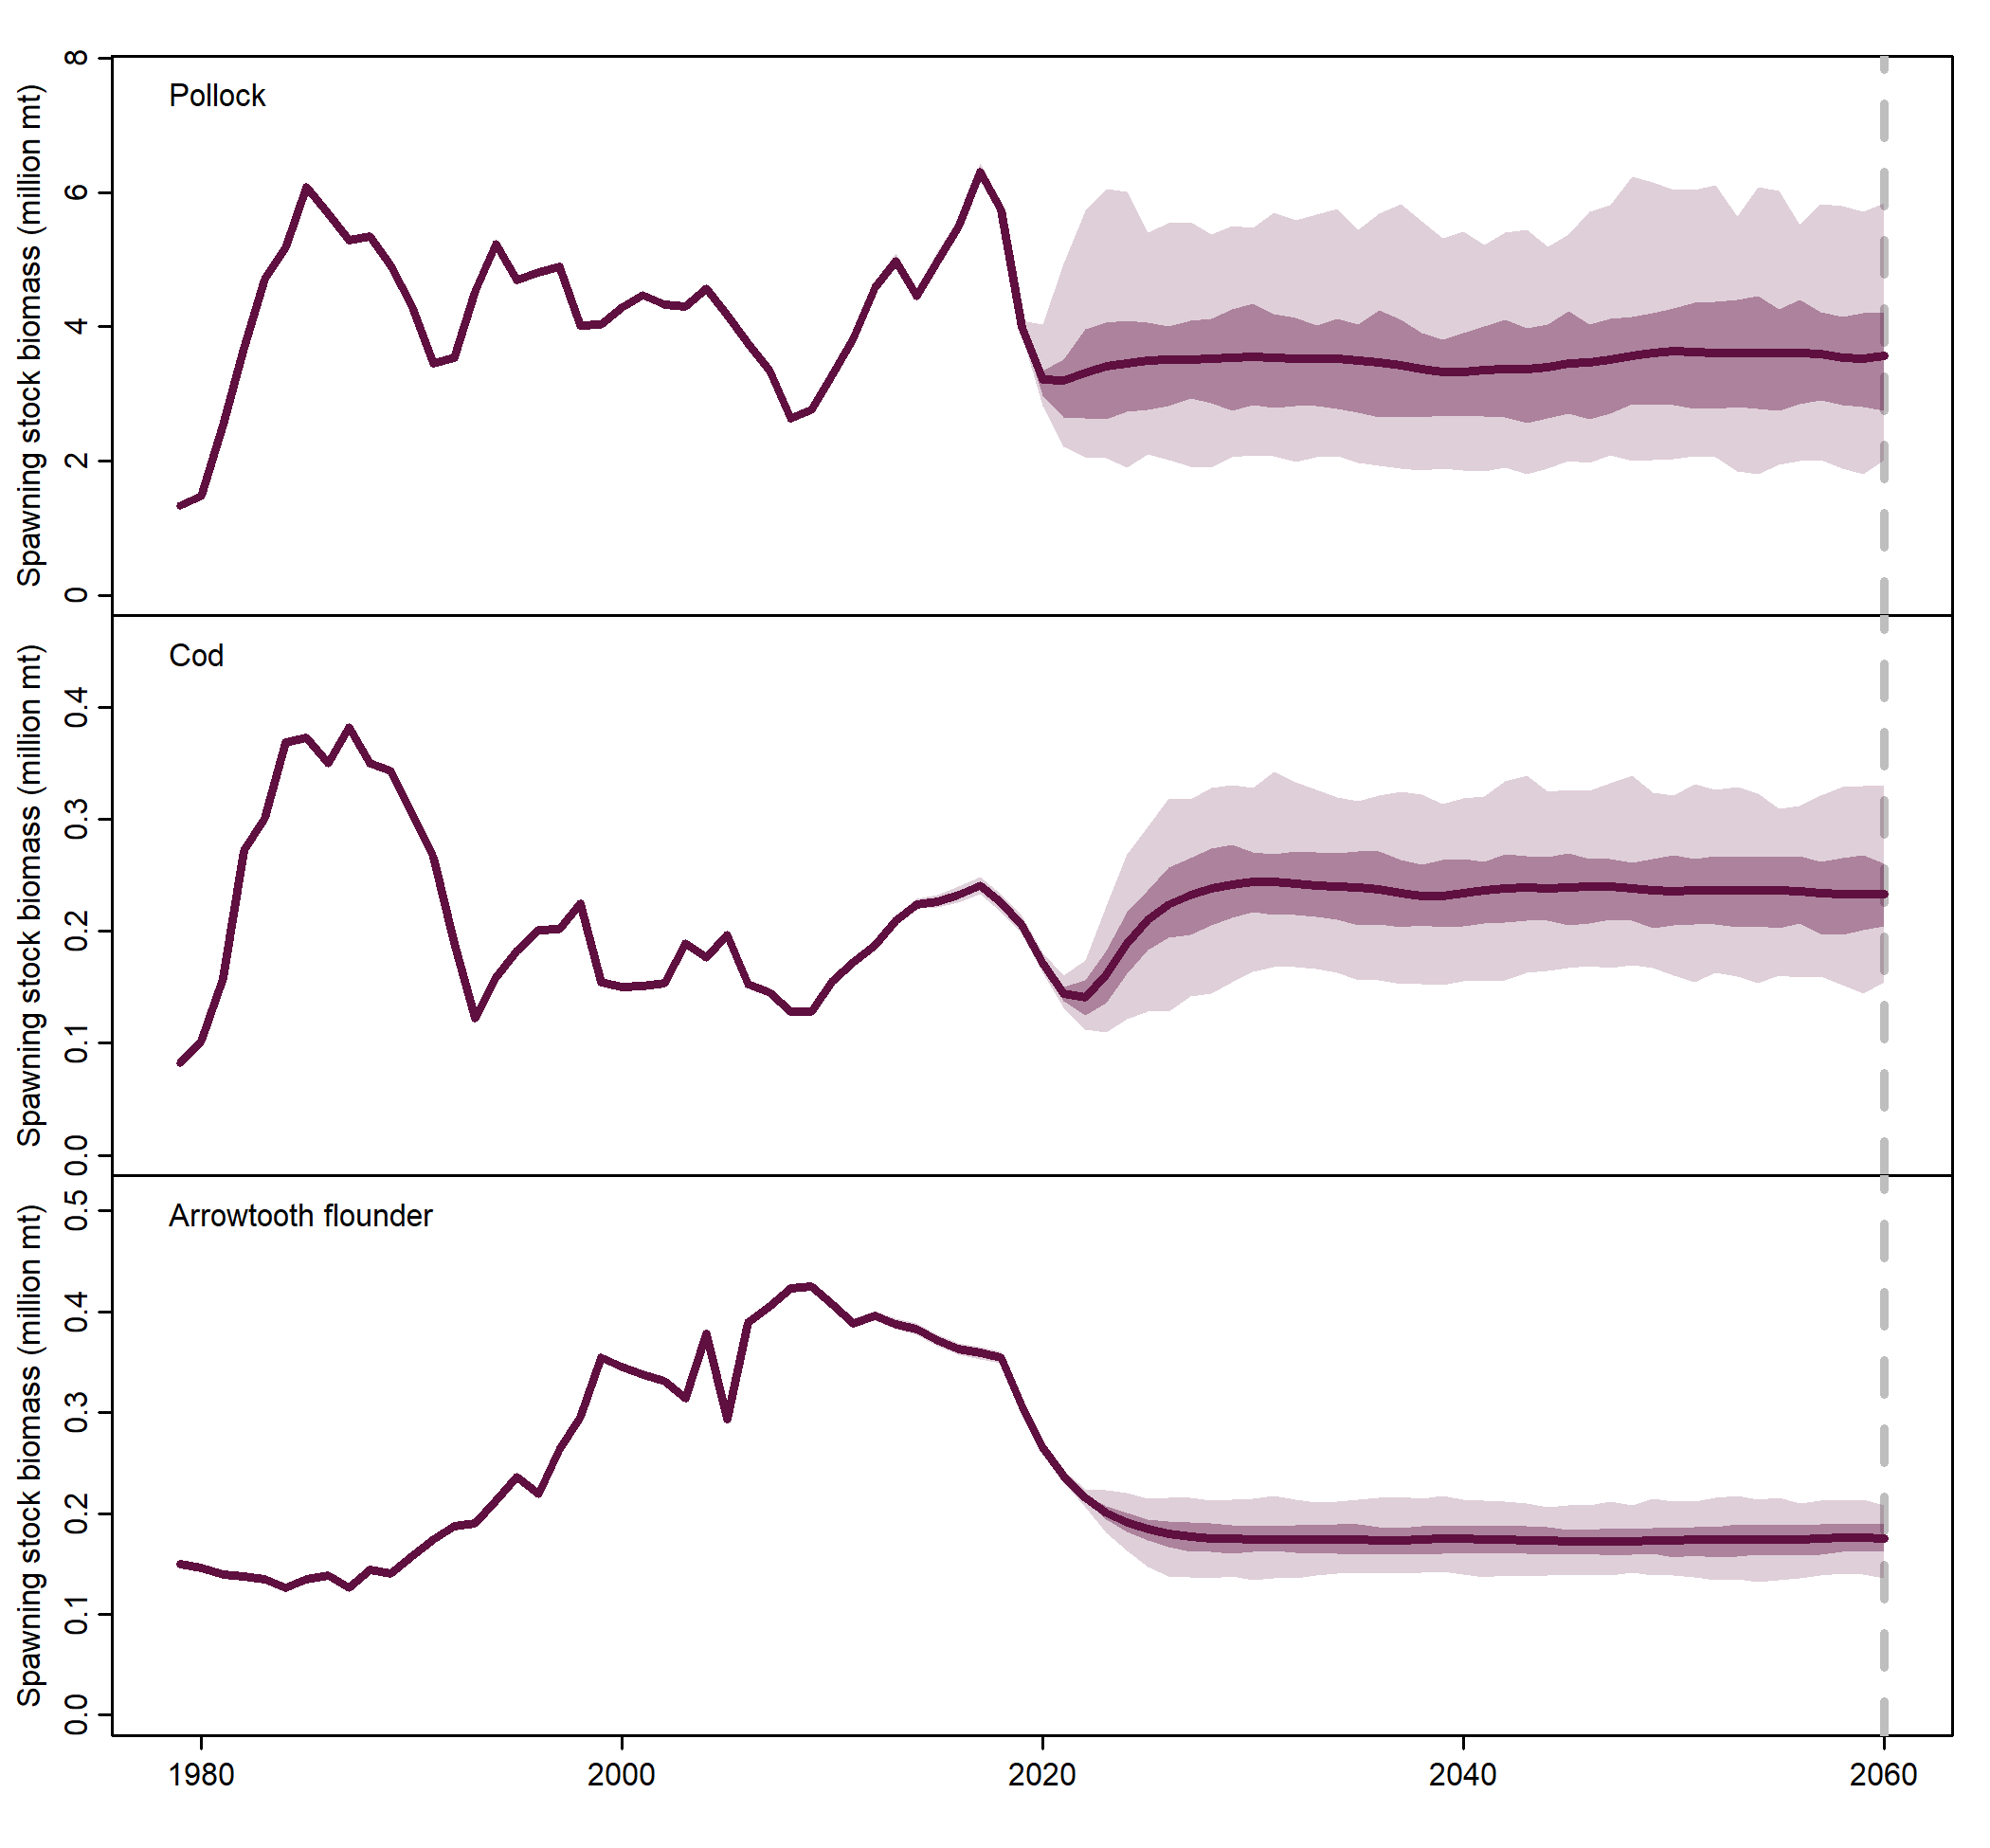 Pollock
Spawning stock biomass (million mt)
8
6
4
2
0
Cod
Spawning stock biomass (million mt)
0.4
0.3
0.2
0.1
0.0
Arrowtooth flounder
Spawning stock biomass (million mt)
0.5
0.4
0.3
0.2
0.1
0.0
1980 2000 2020 2040 2060